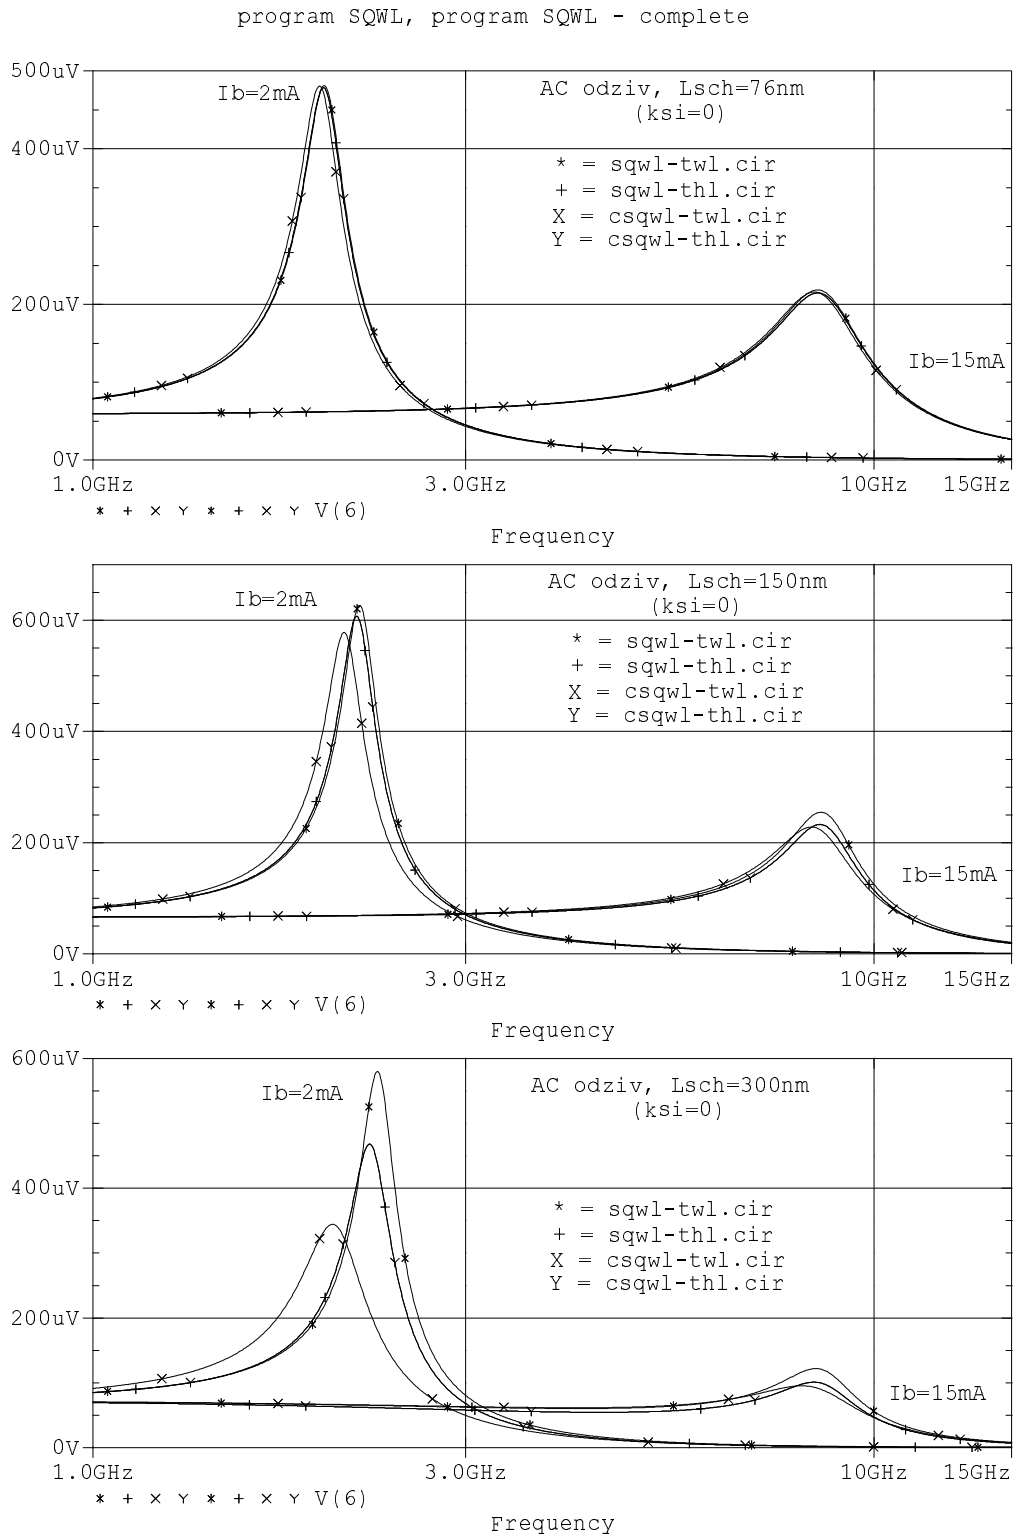 program SQWL, program SQWL - complete
500uV
Ib=2mA
AC odziv, Lsch=76nm
(ksi=0)
400uV
* = sqwl-twl.cir
+ = sqwl-thl.cir
X = csqwl-twl.cir
Y = csqwl-thl.cir
200uV
Ib=15mA
0V
1.0GHz 3.0GHz 10GHz 15GHz
* + × Y * + × Y V(6)
Frequency
Ib=2mA
AC odziv, Lsch=150nm
(ksi=0)
600uV
* = sqwl-twl.cir
+ = sqwl-thl.cir
X = csqwl-twl.cir
Y = csqwl-thl.cir
400uV
200uV
Ib=15mA
0V
1.0GHz 3.0GHz 10GHz 15GHz
* + × Y * + × Y V(6)
Frequency
600uV
Ib=2mA
AC odziv, Lsch=300nm
(ksi=0)
400uV
* = sqwl-twl.cir
+ = sqwl-thl.cir
X = csqwl-twl.cir
Y = csqwl-thl.cir
200uV
Ib=15mA
0V
1.0GHz 3.0GHz 10GHz 15GHz
* + × Y * + × Y V(6)
Frequency